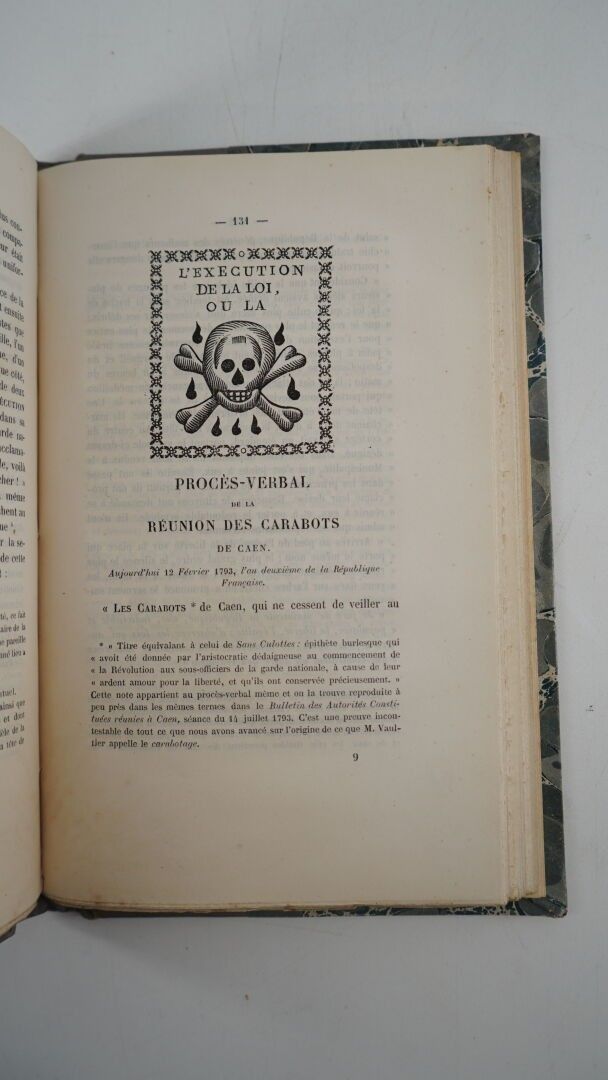 — 131 —
L'EXECUTION
DE LA LOI,
OU LA
PROCÈS-VERBAL
DE LA
RÉUNION DES CARABOTS
DE CAEN.
Aujourd'hui 12 Février 1793, l'an deuxième de la République
Française.
« LES CARABOTS * de Caen, qui ne cessent de veiller au
* « Titre équivalant à celui de Sans Culottes : épithète burlesque qui
« avoit été donnée par l'aristocratie dédaigneuse au commencement de
« la Révolution aux sous-officiers de la garde nationale, à cause de leur
« ardent amour pour la liberté, et qu'ils ont conservée précieusement. »
Cette note appartient au procès-verbal même et on la trouve reproduite à
peu près dans les mêmes termes dans le Bulletin des Autorités Consti-
tuées réunies à Caen, séance du 14 juillet 1793. C'est une preuve incon-
testable de tout ce que nous avons avancé sur l'origine de ce que M. Vaul-
tier appelle le carabotage.
9